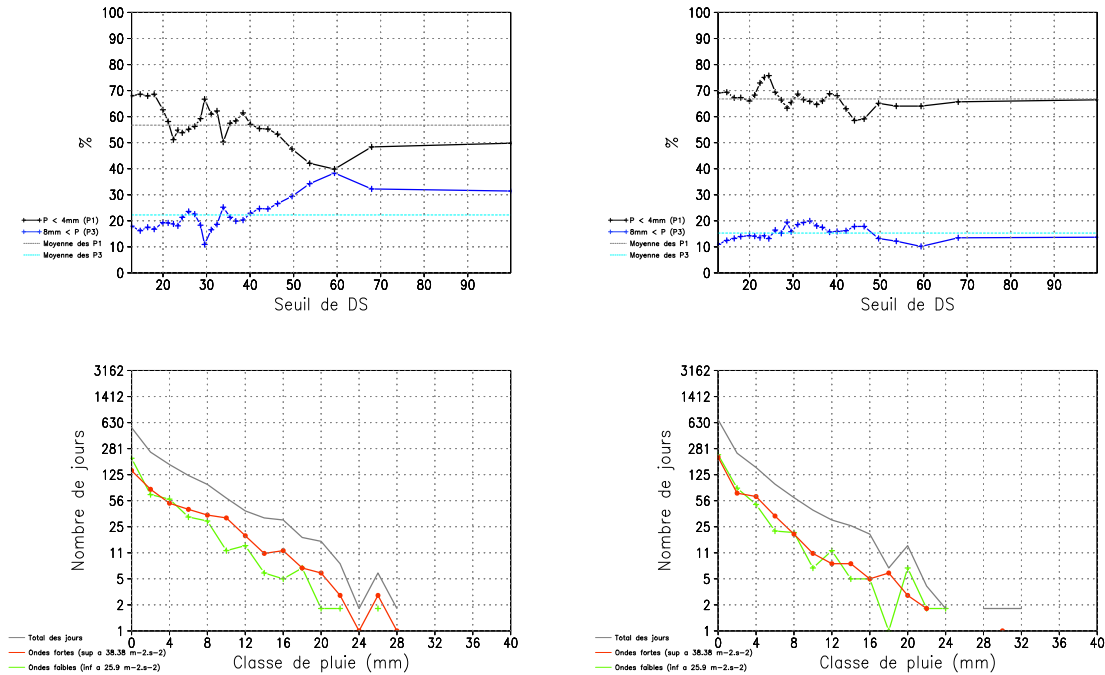 100
90
80
70
60
50
40
30
20
10
0
%
20 30 40 50 60 70 80 90
Seuil de DS
P < 4mm (P1)
8mm < P (P3)
Moyenne des P1
Moyenne des P3
100
90
80
70
60
50
40
30
20
10
0
%
20 30 40 50 60 70 80 90
Seuil de DS
P < 4mm (P1)
8mm < P (P3)
Moyenne des P1
Moyenne des P3
3162
1412
630
281
125
56
25
11
5
2
1
Nombre de jours
0 4 8 12 16 20 24 28 32 36 40
Classe de pluie (mm)
Total des jours
Ondes fortes (sup a 38.38 m-2.s-2)
Ondes faibles (inf a 25.9 m-2.s-2)
3162
1412
630
281
125
56
25
11
5
2
1
Nombre de jours
0 4 8 12 16 20 24 28 32 36 40
Classe de pluie (mm)
Total des jours
Ondes fortes (sup a 38.38 m-2.s-2)
Ondes faibles (inf a 25.9 m-2.s-2)